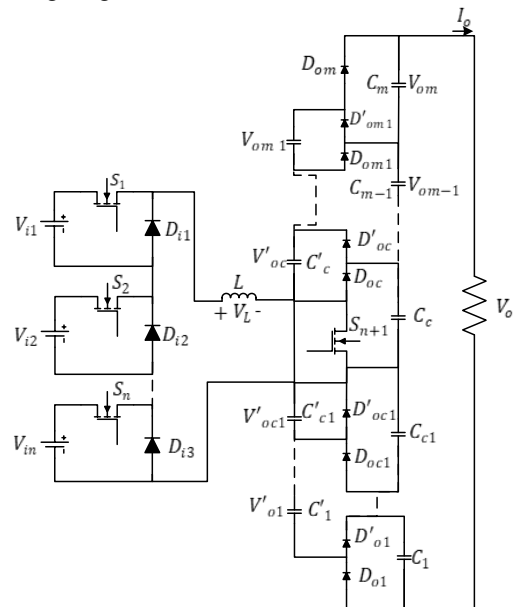 I_o
D_om
C_m V_om
D'_om1
V_om 1
D_om1
C_m−1 V_om−1
S_1
V_i1
D_i1
D'_oc
V'_oc C'_c
D_oc
L
+ V_L -
S_n+1
C_c
V_o
S_2
V_i2
D_i2
S_n
V_in
D_i3
V'_oc1 C'_c1 D'_oc1
C_c1
D_oc1
V'_o1 C'_1
D'_o1
C_1
D_o1